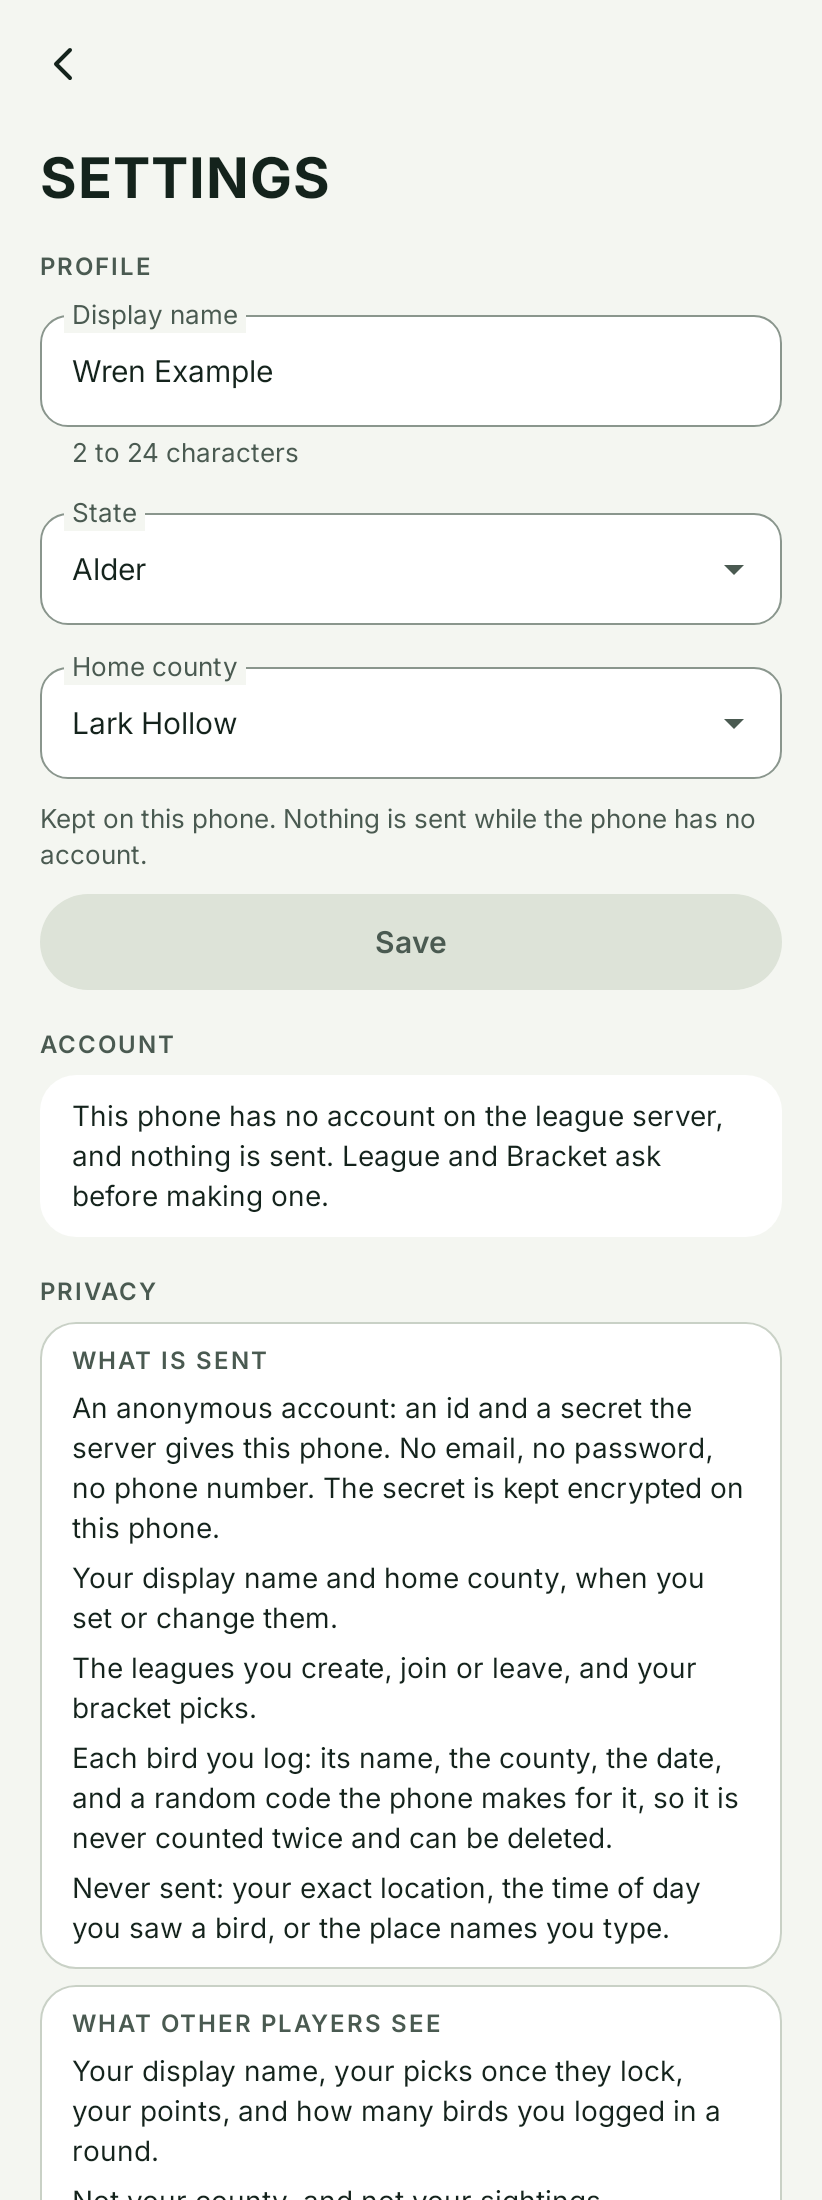 SETTINGS
PROFILE
Display name
Wren Example
2 to 24 characters
State
Alder
Home county
Lark Hollow
Kept on this phone. Nothing is sent while the phone has no
account.
Save
ACCOUNT
This phone has no account on the league server,
and nothing is sent. League and Bracket ask
before making one.
PRIVACY
WHAT IS SENT
An anonymous account: an id and a secret the
server gives this phone. No email, no password,
no phone number. The secret is kept encrypted on
this phone.
Your display name and home county, when you
set or change them.
The leagues you create, join or leave, and your
bracket picks.
Each bird you log: its name, the county, the date,
and a random code the phone makes for it, so it is
never counted twice and can be deleted.
Never sent: your exact location, the time of day
you saw a bird, or the place names you type.
WHAT OTHER PLAYERS SEE
Your display name, your picks once they lock,
your points, and how many birds you logged in a
round.
Not your county, and not your sightings.